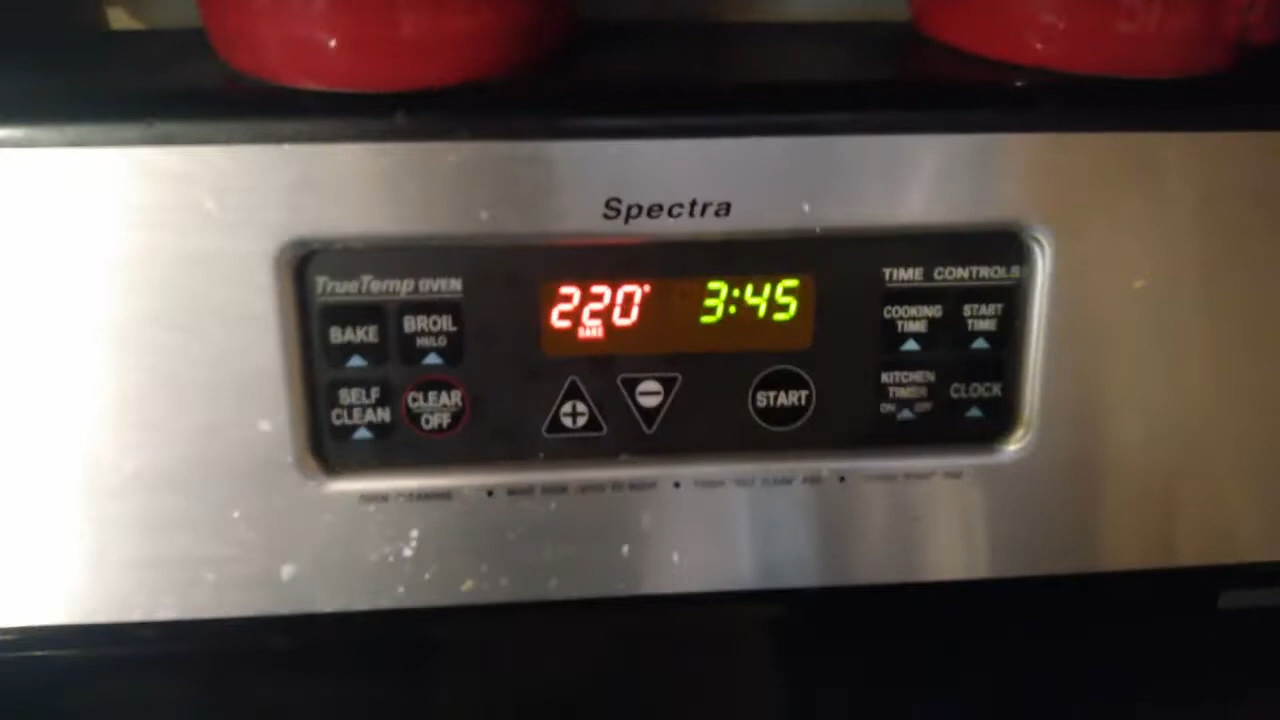 Spectra
TrueTemp OVEN
BAKE
BROIL
HI/LO
SELF
CLEAN
CLEAR
OFF
220°
BAKE
3:45
START
TIME CONTROLS
COOKING
TIME
START
TIME
KITCHEN
TIMER
ON OFF
CLOCK